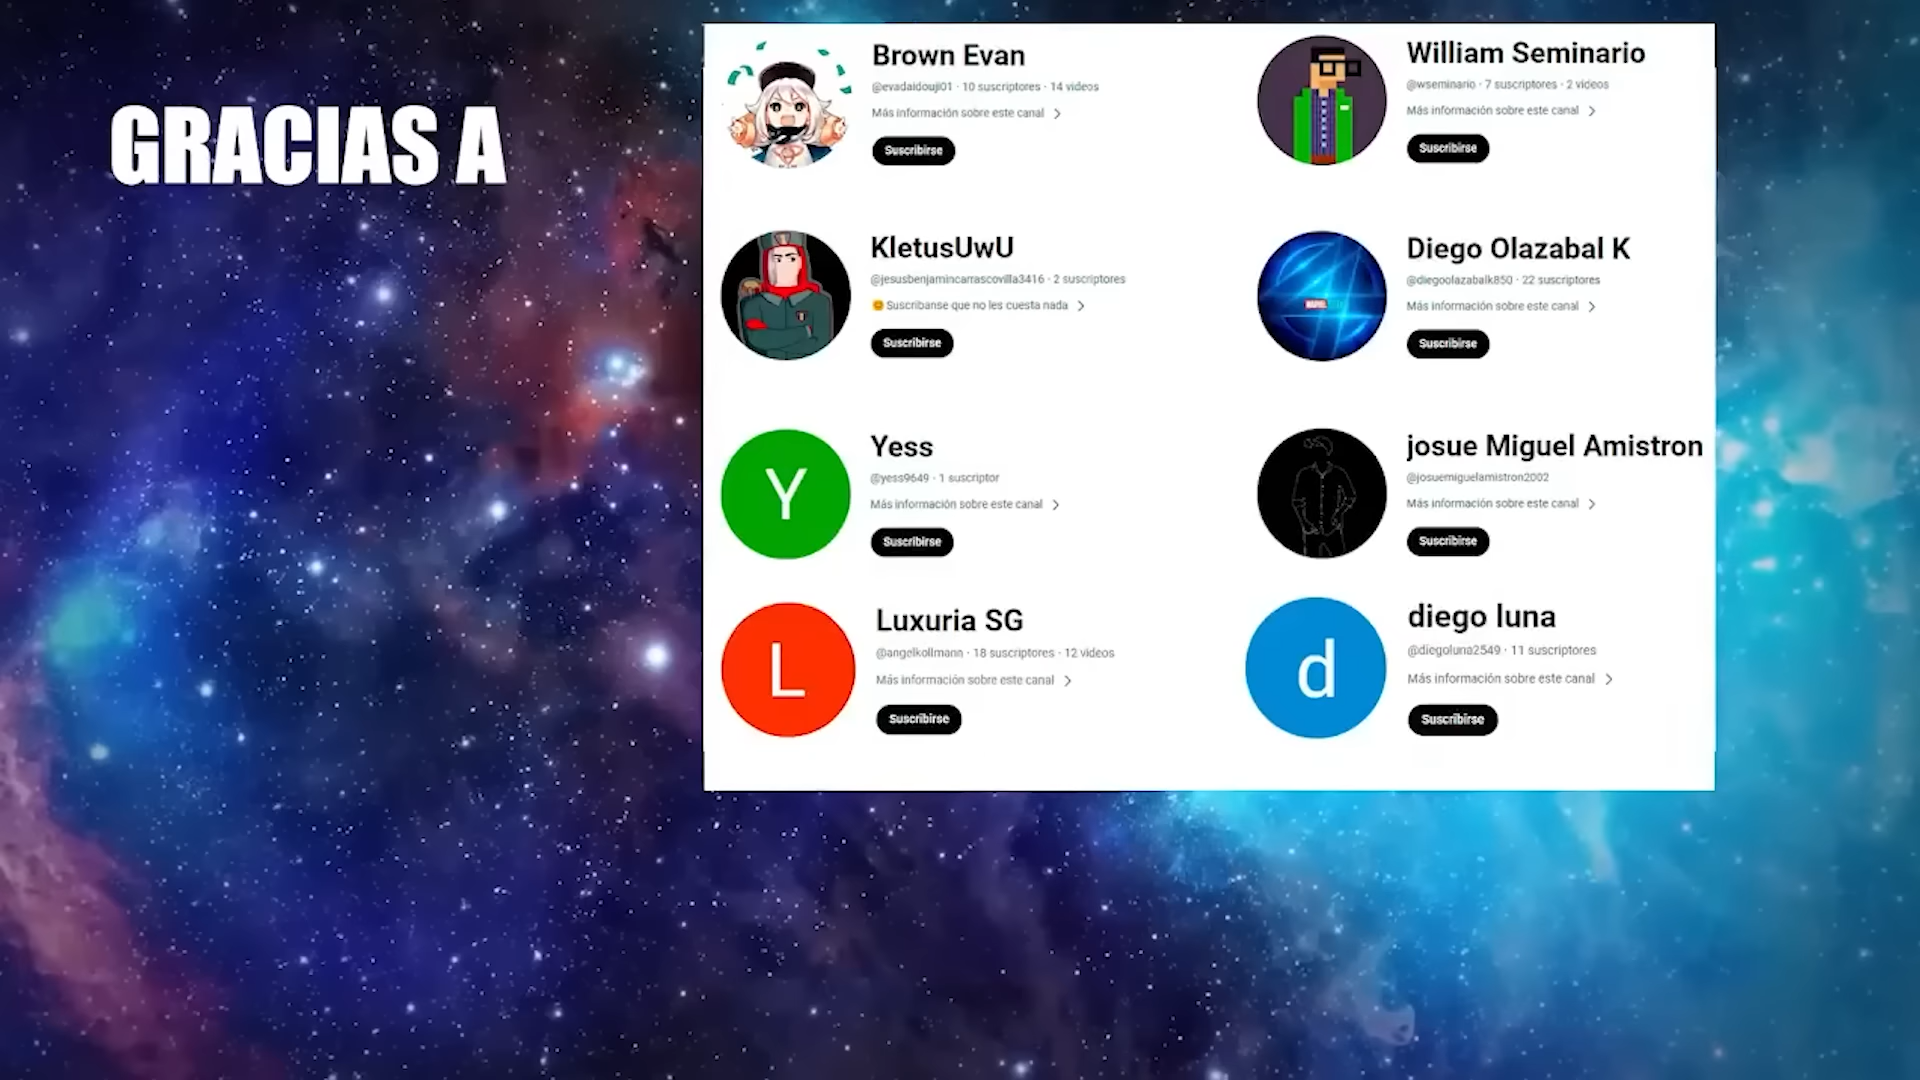 GRACIAS A
Brown Evan
@evadaidouji01 · 10 suscriptores · 14 videos
Más información sobre este canal
Suscribirse
William Seminario
@wseminario · 7 suscriptores · 2 videos
Más información sobre este canal
Suscribirse
KletusUwU
@jesusbenjamincarrascovilla3416 · 2 suscriptores
Suscribanse que no les cuesta nada
Suscribirse
Diego Olazabal K
@diegoolazabalk850 · 22 suscriptores
Más información sobre este canal
Suscribirse
MARVEL
Y
Yess
@yess9649 · 1 suscriptor
Más información sobre este canal
Suscribirse
josue Miguel Amistron
@josuemiguelamistron2002
Más información sobre este canal
Suscribirse
L
Luxuria SG
@angelkollmann · 18 suscriptores · 12 videos
Más información sobre este canal
Suscribirse
d
diego luna
@diegoluna2549 · 11 suscriptores
Más información sobre este canal
Suscribirse